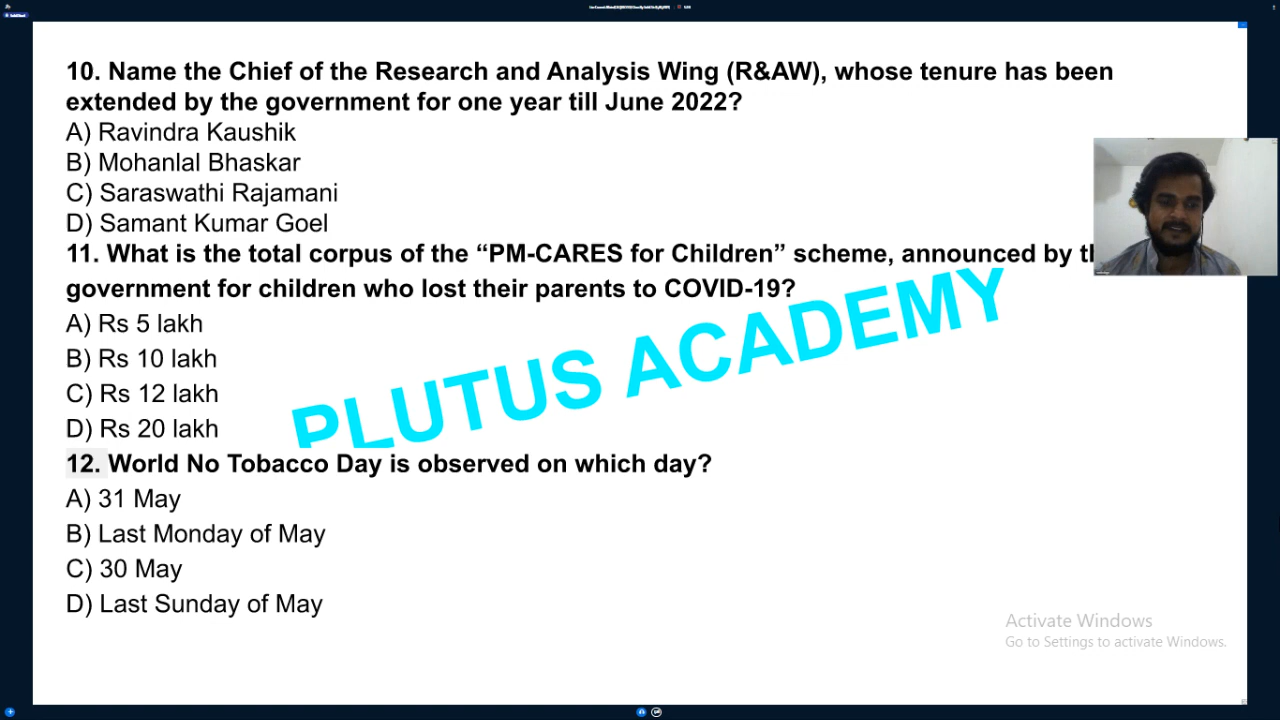 10. Name the Chief of the Research and Analysis Wing (R&AW), whose tenure has been
extended by the government for one year till June 2022?
A) Ravindra Kaushik
B) Mohanlal Bhaskar
C) Saraswathi Rajamani
D) Samant Kumar Goel
11. What is the total corpus of the “PM-CARES for Children” scheme, announced by
government for children who lost their parents to COVID-19?
A) Rs 5 lakh
B) Rs 10 lakh
C) Rs 12 lakh
D) Rs 20 lakh
PLUTUS ACADEMY
12. World No Tobacco Day is observed on which day?
A) 31 May
B) Last Monday of May
C) 30 May
D) Last Sunday of May
Activate Windows
Go to Settings to activate Windows.